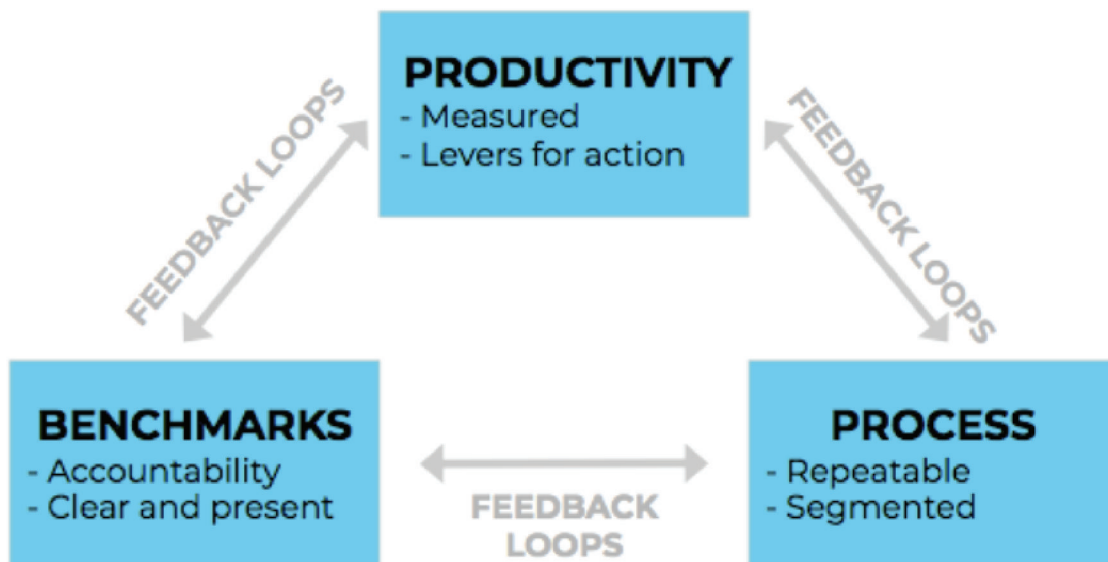 PRODUCTIVITY
- Measured
- Levers for action
FEEDBACK LOOPS
FEEDBACK LOOPS
BENCHMARKS
- Accountability
- Clear and present
FEEDBACK
LOOPS
PROCESS
- Repeatable
- Segmented